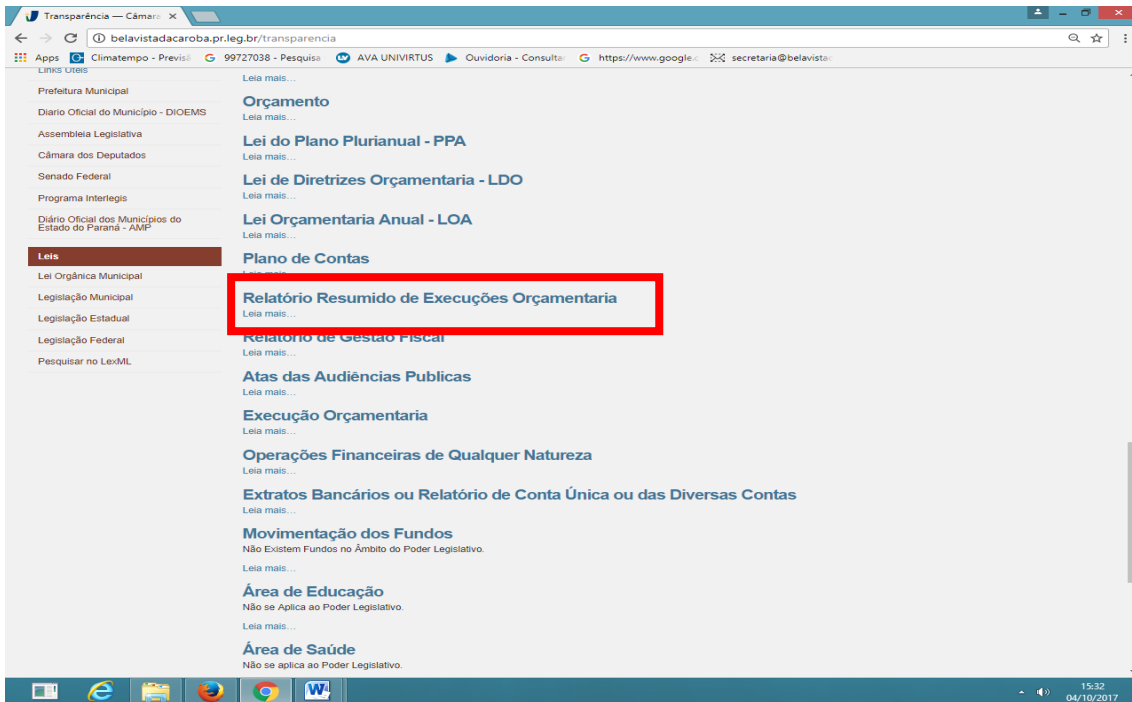 Transparência — Câmara
belavistadacaroba.pr.leg.br/transparencia
Apps Climatempo - Previsã 99727038 - Pesquisa AVA UNIVIRTUS Ouvidoria - Consulta https://www.google.c secretaria@belavistac
Links Uteis
Prefeitura Municipal
Diario Oficial do Município - DIOEMS
Assembleia Legislativa
Câmara dos Deputados
Senado Federal
Programa Interlegis
Diário Oficial dos Municípios do
Estado do Paraná - AMP
Leis
Lei Orgânica Municipal
Legislação Municipal
Legislação Estadual
Legislação Federal
Pesquisar no LexML
Leia mais…
Orçamento
Leia mais…
Lei do Plano Plurianual - PPA
Leia mais…
Lei de Diretrizes Orçamentaria - LDO
Leia mais…
Lei Orçamentaria Anual - LOA
Leia mais…
Plano de Contas
Leia mais…
Relatório Resumido de Execuções Orçamentaria
Leia mais…
Relatório de Gestão Fiscal
Leia mais…
Atas das Audiências Publicas
Leia mais…
Execução Orçamentaria
Leia mais…
Operações Financeiras de Qualquer Natureza
Leia mais…
Extratos Bancários ou Relatório de Conta Única ou das Diversas Contas
Leia mais…
Movimentação dos Fundos
Não Existem Fundos no Âmbito do Poder Legislativo.
Leia mais…
Área de Educação
Não se Aplica ao Poder Legislativo.
Leia mais…
Área de Saúde
Não se aplica ao Poder Legislativo.
15:32
04/10/2017